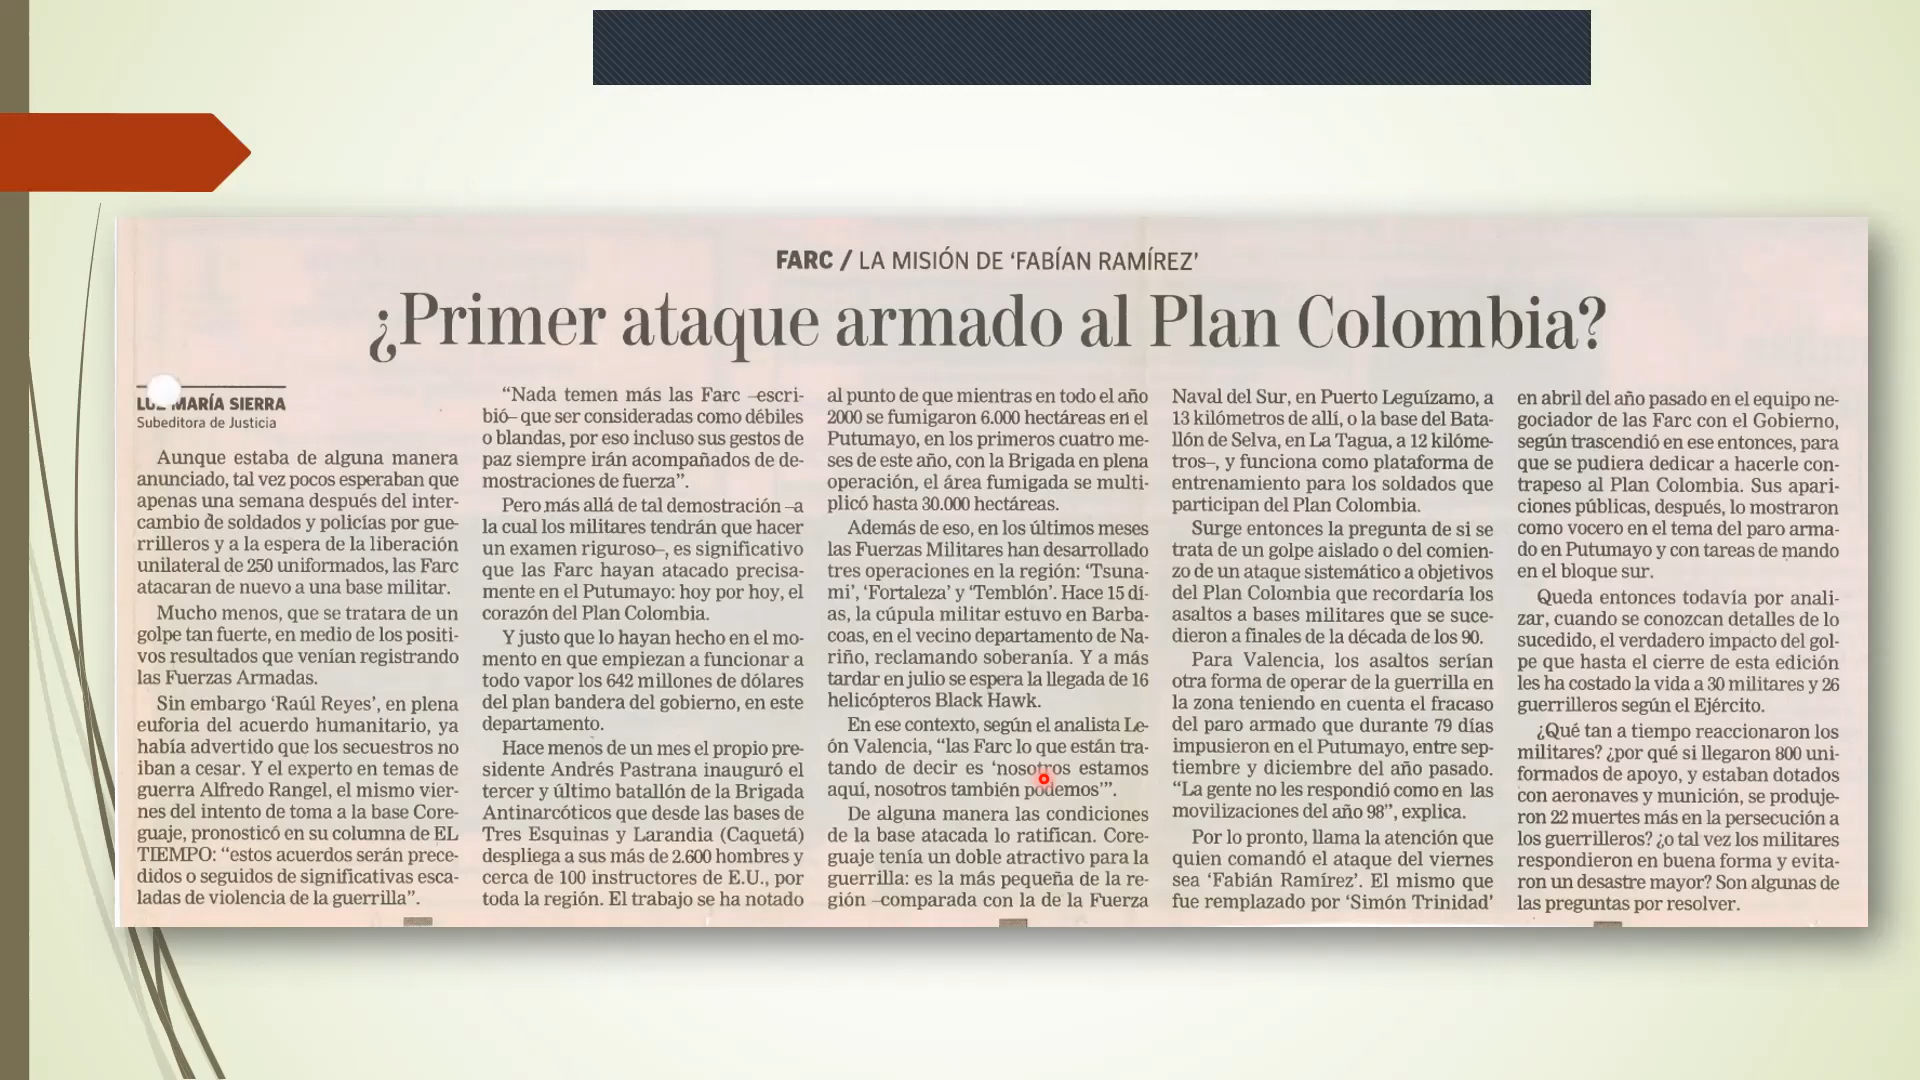 FARC / LA MISIÓN DE ‘FABÍAN RAMÍREZ’
¿Primer ataque armado al Plan Colombia?
MARÍA SIERRA
Subeditora de Justicia
Aunque estaba de alguna manera
anunciado, tal vez pocos esperaban que
apenas una semana después del inter-
cambio de soldados y policías por gue-
rrilleros y a la espera de la liberación
unilateral de 250 uniformados, las Farc
atacaran de nuevo a una base militar.
Mucho menos, que se tratara de un
golpe tan fuerte, en medio de los positi-
vos resultados que venían registrando
las Fuerzas Armadas.
Sin embargo ‘Raúl Reyes’, en plena
euforia del acuerdo humanitario, ya
había advertido que los secuestros no
iban a cesar. Y el experto en temas de
guerra Alfredo Rangel, el mismo vier-
nes del intento de toma a la base Core-
guaje, pronosticó en su columna de EL
TIEMPO: “estos acuerdos serán prece-
didos o seguidos de significativas esca-
ladas de violencia de la guerrilla”.
“Nada temen más las Farc –escri-
bió– que ser consideradas como débiles
o blandas, por eso incluso sus gestos de
paz siempre irán acompañados de de-
mostraciones de fuerza”.
Pero más allá de tal demostración –a
la cual los militares tendrán que hacer
un examen riguroso–, es significativo
que las Farc hayan atacado precisa-
mente en el Putumayo: hoy por hoy, el
corazón del Plan Colombia.
Y justo que lo hayan hecho en el mo-
mento en que empiezan a funcionar a
todo vapor los 642 millones de dólares
del plan bandera del gobierno, en este
departamento.
Hace menos de un mes el propio pre-
sidente Andrés Pastrana inauguró el
tercer y último batallón de la Brigada
Antinarcóticos que desde las bases de
Tres Esquinas y Larandia (Caquetá)
despliega a sus más de 2.600 hombres y
cerca de 100 instructores de E.U., por
toda la región. El trabajo se ha notado
al punto de que mientras en todo el año
2000 se fumigaron 6.000 hectáreas en el
Putumayo, en los primeros cuatro me-
ses de este año, con la Brigada en plena
operación, el área fumigada se multi-
plicó hasta 30.000 hectáreas.
Además de eso, en los últimos meses
las Fuerzas Militares han desarrollado
tres operaciones en la región: ‘Tsuna-
mi’, ‘Fortaleza’ y ‘Temblón’. Hace 15 dí-
as, la cúpula militar estuvo en Barba-
coas, en el vecino departamento de Na-
riño, reclamando soberanía. Y a más
tardar en julio se espera la llegada de 16
helicópteros Black Hawk.
En ese contexto, según el analista Le-
ón Valencia, “las Farc lo que están tra-
tando de decir es ‘nosotros estamos
aquí, nosotros también podemos’”.
De alguna manera las condiciones
de la base atacada lo ratifican. Core-
guaje tenía un doble atractivo para la
guerrilla: es la más pequeña de la re-
gión –comparada con la de la Fuerza
Naval del Sur, en Puerto Leguízamo, a
13 kilómetros de allí, o la base del Bata-
llón de Selva, en La Tagua, a 12 kilóme-
tros–, y funciona como plataforma de
entrenamiento para los soldados que
participan del Plan Colombia.
Surge entonces la pregunta de si se
trata de un golpe aislado o del comien-
zo de un ataque sistemático a objetivos
del Plan Colombia que recordaría los
asaltos a bases militares que se suce-
dieron a finales de la década de los 90.
Para Valencia, los asaltos serían
otra forma de operar de la guerrilla en
la zona teniendo en cuenta el fracaso
del paro armado que durante 79 días
impusieron en el Putumayo, entre sep-
tiembre y diciembre del año pasado.
“La gente no les respondió como en las
movilizaciones del año 98”, explica.
Por lo pronto, llama la atención que
quien comandó el ataque del viernes
sea ‘Fabián Ramírez’. El mismo que
fue remplazado por ‘Simón Trinidad’
en abril del año pasado en el equipo ne-
gociador de las Farc con el Gobierno,
según trascendió en ese entonces, para
que se pudiera dedicar a hacerle con-
trapeso al Plan Colombia. Sus apari-
ciones públicas, después, lo mostraron
como vocero en el tema del paro arma-
do en Putumayo y con tareas de mando
en el bloque sur.
Queda entonces todavía por anali-
zar, cuando se conozcan detalles de lo
sucedido, el verdadero impacto del gol-
pe que hasta el cierre de esta edición
les ha costado la vida a 30 militares y 26
guerrilleros según el Ejército.
¿Qué tan a tiempo reaccionaron los
militares? ¿por qué si llegaron 800 uni-
formados de apoyo, y estaban dotados
con aeronaves y munición, se produje-
ron 22 muertes más en la persecución a
los guerrilleros? ¿o tal vez los militares
respondieron en buena forma y evita-
ron un desastre mayor? Son algunas de
las preguntas por resolver.